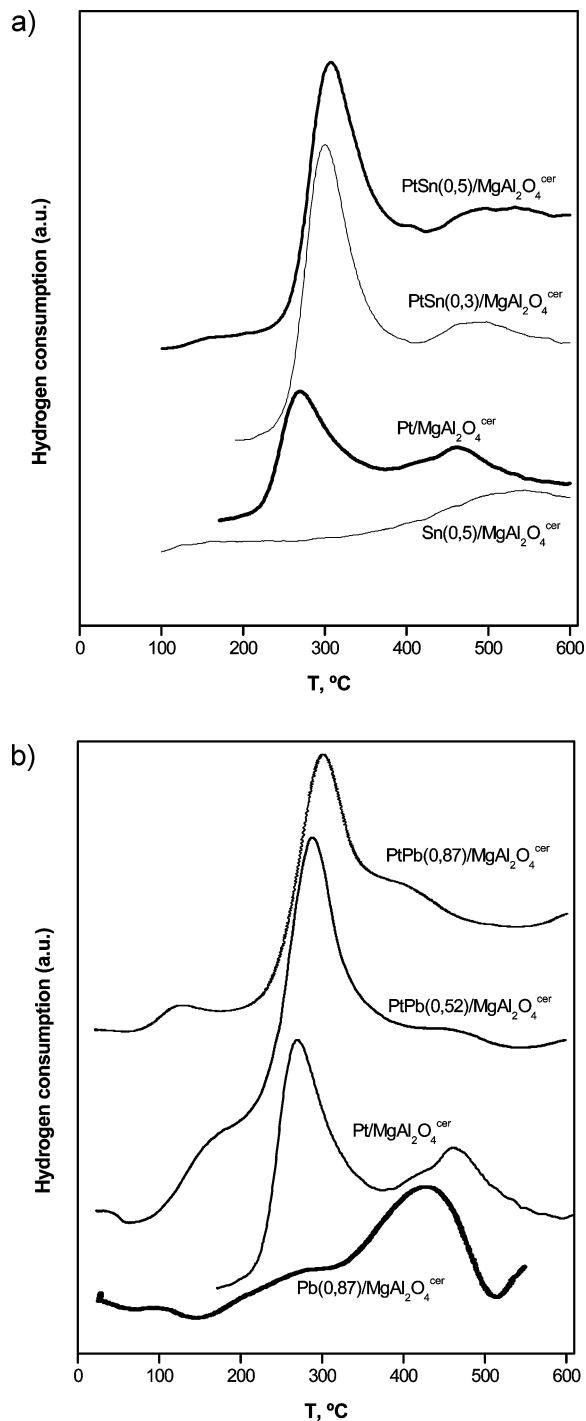 a)
Hydrogen consumption (a.u.)
PtSn(0,5)/MgAl₂O₄ᶜᵉʳ
PtSn(0,3)/MgAl₂O₄ᶜᵉʳ
Pt/MgAl₂O₄ᶜᵉʳ
Sn(0,5)/MgAl₂O₄ᶜᵉʳ
0 100 200 300 400 500 600
T, ºC
b)
Hydrogen consumption (a.u.)
PtPb(0,87)/MgAl₂O₄ᶜᵉʳ
PtPb(0,52)/MgAl₂O₄ᶜᵉʳ
Pt/MgAl₂O₄ᶜᵉʳ
Pb(0,87)/MgAl₂O₄ᶜᵉʳ
0 100 200 300 400 500 600
T, ºC